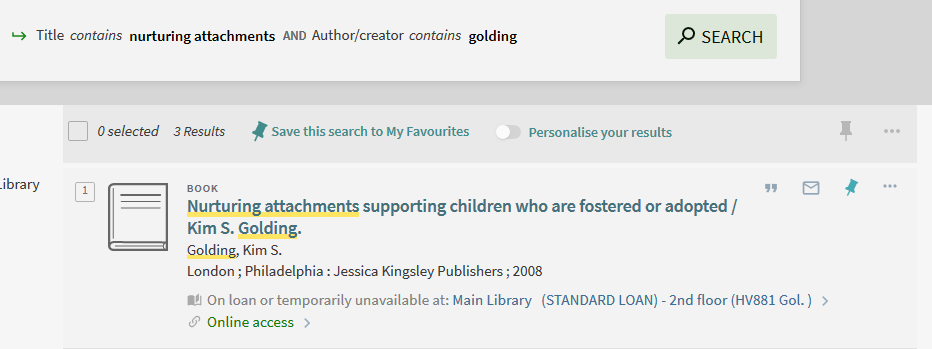 Title contains nurturing attachments AND Author/creator contains golding
SEARCH
0 selected 3 Results Save this search to My Favourites Personalise your results
Library
1
BOOK
Nurturing attachments supporting children who are fostered or adopted /
Kim S. Golding.
Golding, Kim S.
London ; Philadelphia : Jessica Kingsley Publishers ; 2008
On loan or temporarily unavailable at: Main Library (STANDARD LOAN) - 2nd floor (HV881 Gol. )
Online access